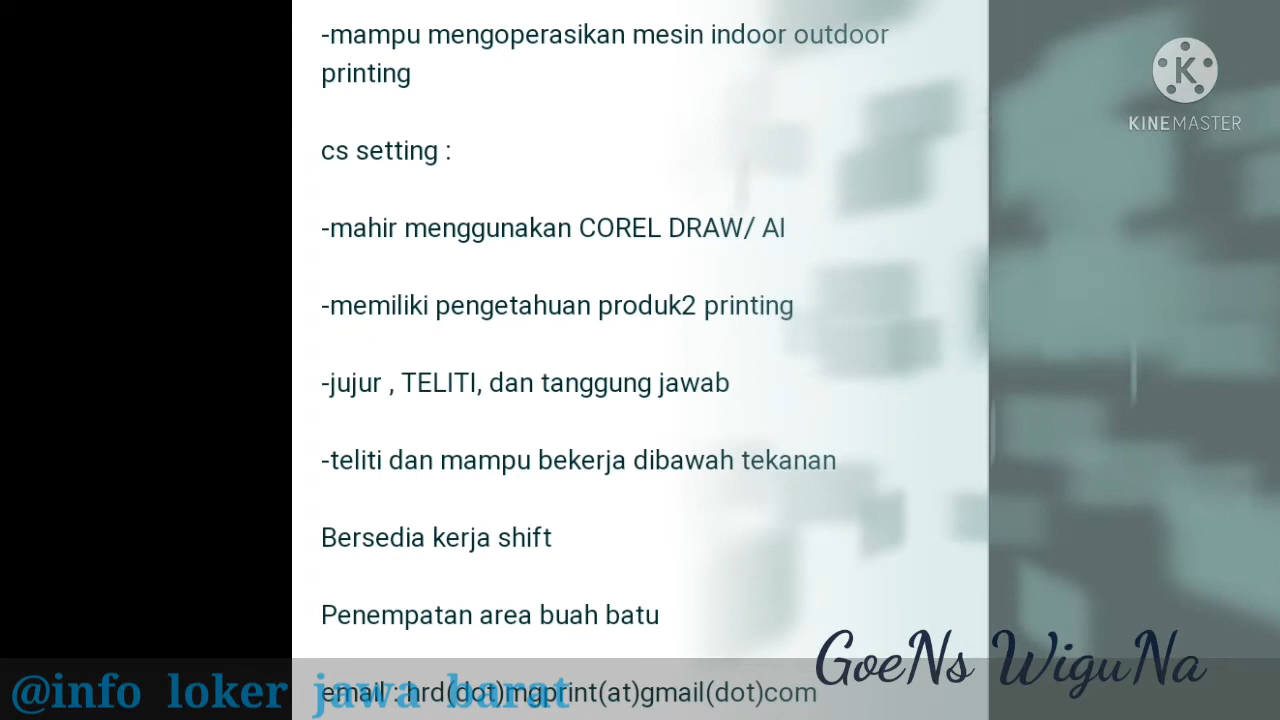 -mampu mengoperasikan mesin indoor outdoor
printing
K
KINEMASTER
cs setting :
-mahir menggunakan COREL DRAW/ AI
-memiliki pengetahuan produk2 printing
-jujur , TELITI, dan tanggung jawab
-teliti dan mampu bekerja dibawah tekanan
Bersedia kerja shift
Penempatan area buah batu
GoeNs WiguNa
@info loker jawa barat
email : hrd(dot)mgprint(at)gmail(dot)com